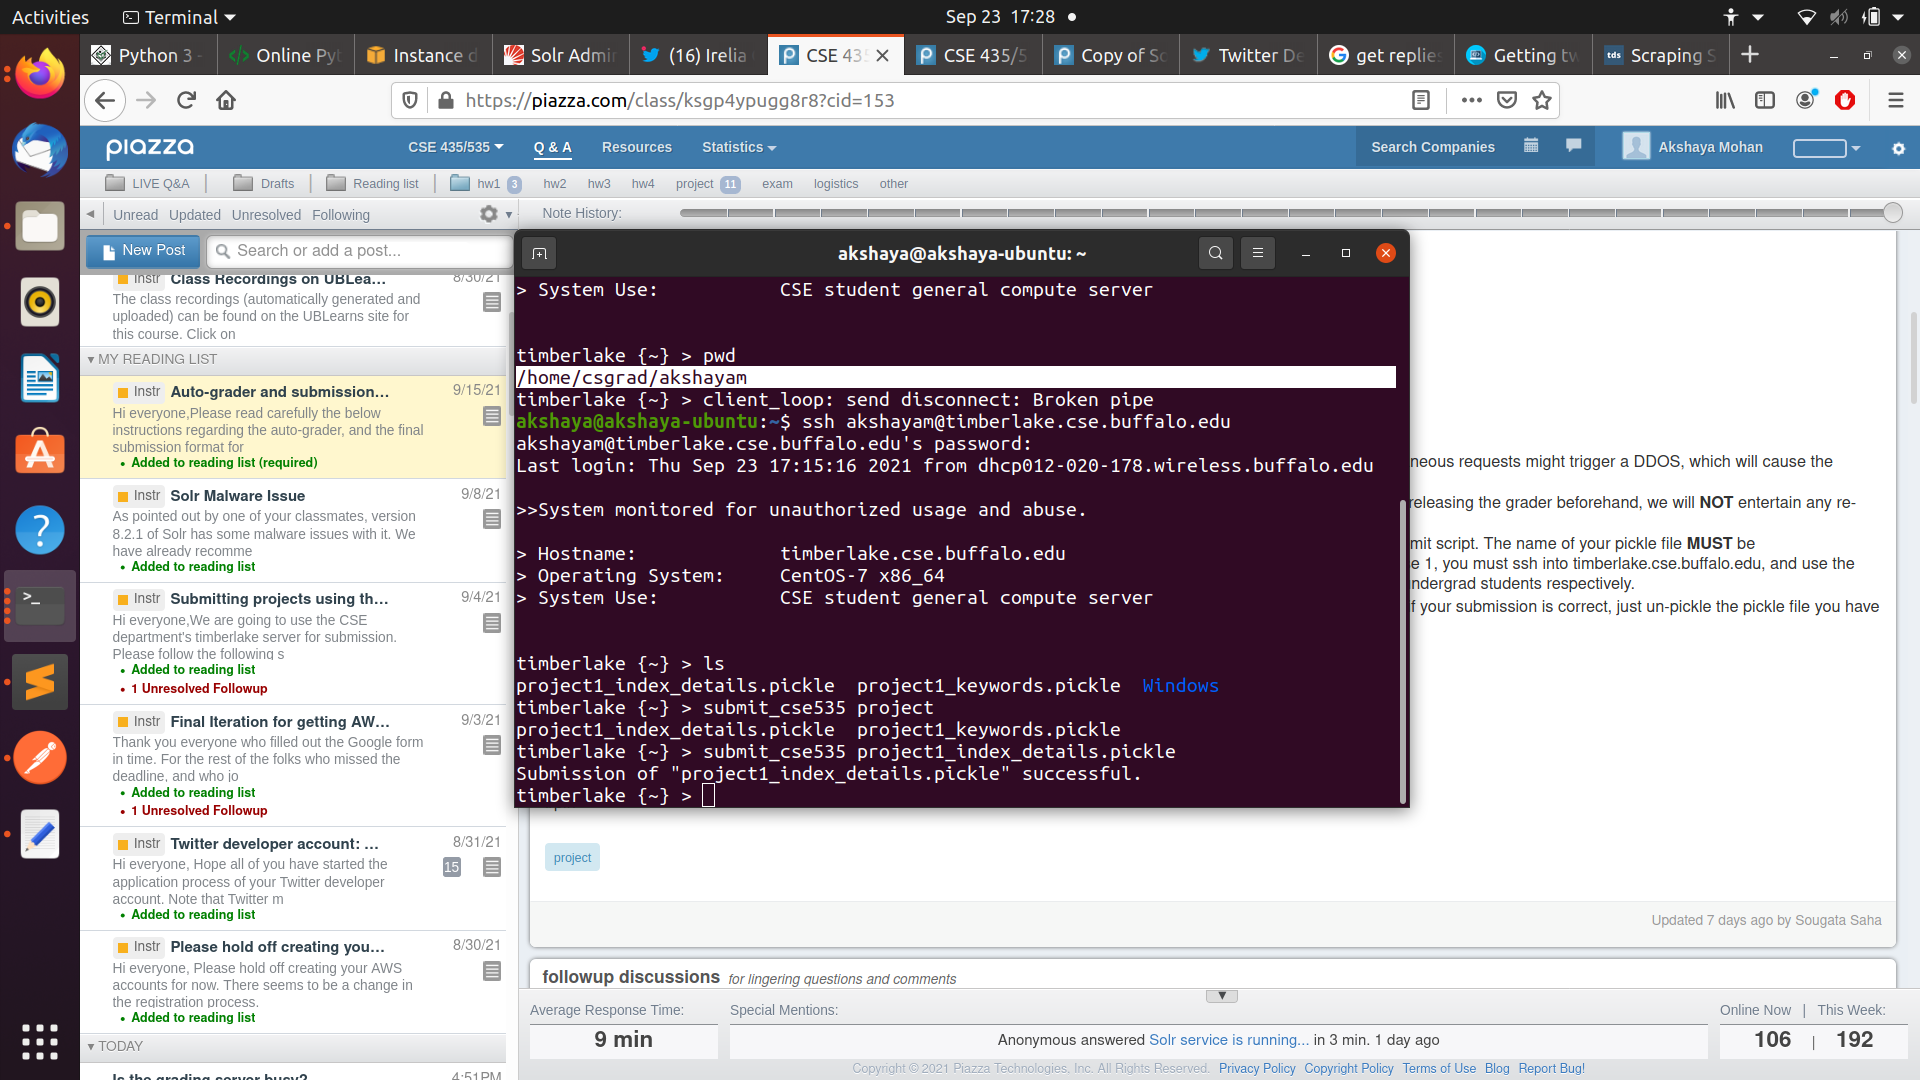 Activities
Terminal
Sep 23 17:28
Python 3 -
Online Pyt
Instance d
Solr Admin
(16) Irelia
CSE 435
CSE 435/5
Copy of Sc
Twitter De
get replies
Getting tw
tds
Scraping S
https://piazza.com/class/ksgp4ypugg8r8?cid=153
piazza
CSE 435/535
Q & A
Resources
Statistics
Search Companies
Akshaya Mohan
LIVE Q&A
Drafts
Reading list
hw1 3
hw2
hw3
hw4
project 11
exam
logistics
other
Unread Updated Unresolved Following
Note History:
New Post
Search or add a post...
Instr Class Recordings on UBLea... 8/30/21
The class recordings (automatically generated and
uploaded) can be found on the UBLearns site for
this course. Click on
MY READING LIST
Instr Auto-grader and submission... 9/15/21
Hi everyone,Please read carefully the below
instructions regarding the auto-grader, and the final
submission format for
• Added to reading list (required)
Instr Solr Malware Issue 9/8/21
As pointed out by one of your classmates, version
8.2.1 of Solr has some malware issues with it. We
have already recomme
• Added to reading list
Instr Submitting projects using th... 9/4/21
Hi everyone,We are going to use the CSE
department's timberlake server for submission.
Please follow the following s
• Added to reading list
• 1 Unresolved Followup
Instr Final Iteration for getting AW... 9/3/21
Thank you everyone who filled out the Google form
in time. For the rest of the folks who missed the
deadline, and who jo
• Added to reading list
• 1 Unresolved Followup
Instr Twitter developer account: ... 8/31/21
Hi everyone, Hope all of you have started the
application process of your Twitter developer 15
account. Note that Twitter m
• Added to reading list
Instr Please hold off creating you... 8/30/21
Hi everyone, Please hold off creating your AWS
accounts for now. There seems to be a change in
the registration process.
• Added to reading list
TODAY
Is the grading server busy? 4:51PM
akshaya@akshaya-ubuntu: ~
> System Use: CSE student general compute server
timberlake {~} > pwd
/home/csgrad/akshayam
timberlake {~} > client_loop: send disconnect: Broken pipe
akshaya@akshaya-ubuntu:~$ ssh akshayam@timberlake.cse.buffalo.edu
akshayam@timberlake.cse.buffalo.edu's password:
Last login: Thu Sep 23 17:15:16 2021 from dhcp012-020-178.wireless.buffalo.edu
>>System monitored for unauthorized usage and abuse.
> Hostname: timberlake.cse.buffalo.edu
> Operating System: CentOS-7 x86_64
> System Use: CSE student general compute server
timberlake {~} > ls
project1_index_details.pickle project1_keywords.pickle Windows
timberlake {~} > submit_cse535 project
project1_index_details.pickle project1_keywords.pickle
timberlake {~} > submit_cse535 project1_index_details.pickle
Submission of "project1_index_details.pickle" successful.
timberlake {~} >
neous requests might trigger a DDOS, which will cause the
releasing the grader beforehand, we will NOT entertain any re-
mit script. The name of your pickle file MUST be
e 1, you must ssh into timberlake.cse.buffalo.edu, and use the
ndergrad students respectively.
f your submission is correct, just un-pickle the pickle file you have
project
Updated 7 days ago by Sougata Saha
followup discussions for lingering questions and comments
Average Response Time:
9 min
Special Mentions:
Anonymous answered Solr service is running... in 3 min. 1 day ago
Online Now | This Week:
106 | 192
Copyright © 2021 Piazza Technologies, Inc. All Rights Reserved. Privacy Policy Copyright Policy Terms of Use Blog Report Bug!